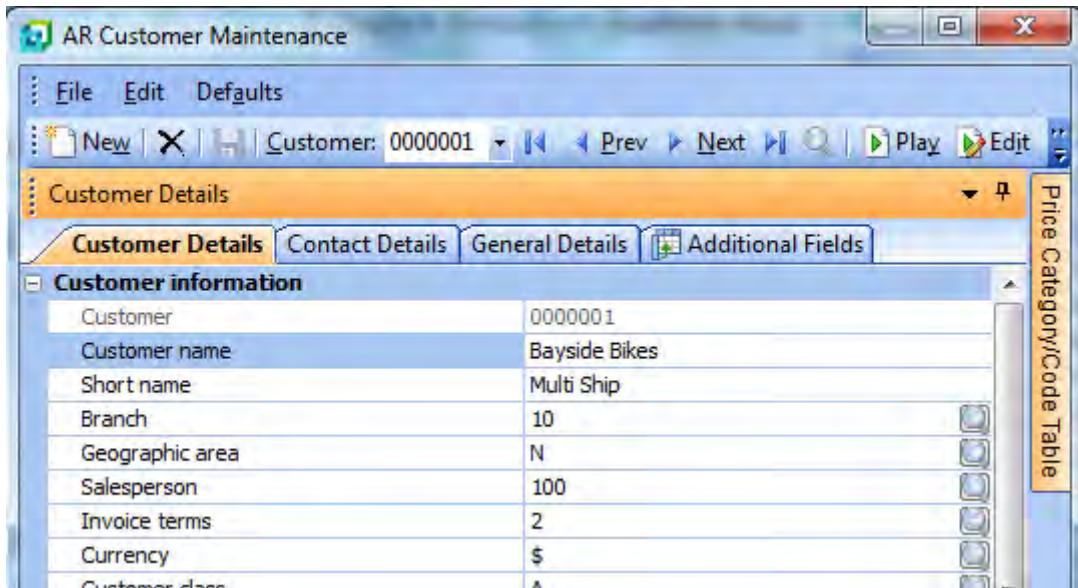 AR Customer Maintenance
File Edit Defaults
New Customer: 0000001 Prev Next Play Edit
Customer Details
Customer Details Contact Details General Details Additional Fields
Customer information
Customer 0000001
Customer name Bayside Bikes
Short name Multi Ship
Branch 10
Geographic area N
Salesperson 100
Invoice terms 2
Currency $
Customer class A
Price Category/Code Table